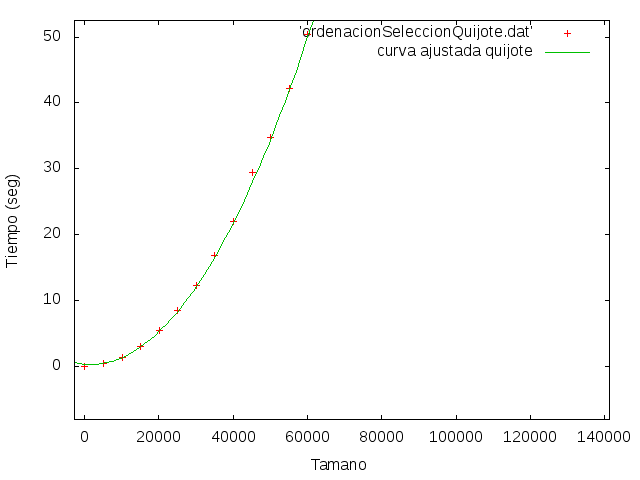 'ordenacionSeleccionQuijote.dat'
curva ajustada quijote
50
40
30
20
10
0
Tiempo (seg)
0 20000 40000 60000 80000 100000 120000 140000
Tamano